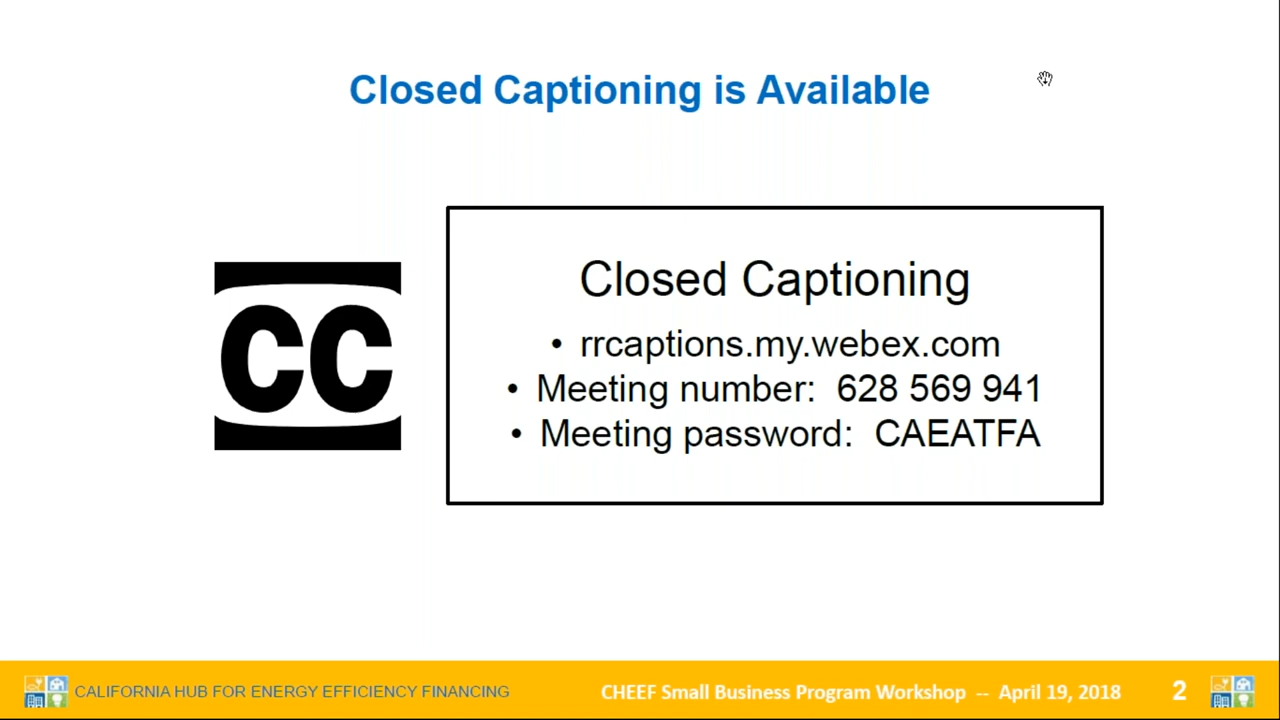 Closed Captioning is Available
CC
Closed Captioning
• rrcaptions.my.webex.com
• Meeting number: 628 569 941
• Meeting password: CAEATFA
CALIFORNIA HUB FOR ENERGY EFFICIENCY FINANCING
CHEEF Small Business Program Workshop -- April 19, 2018
2